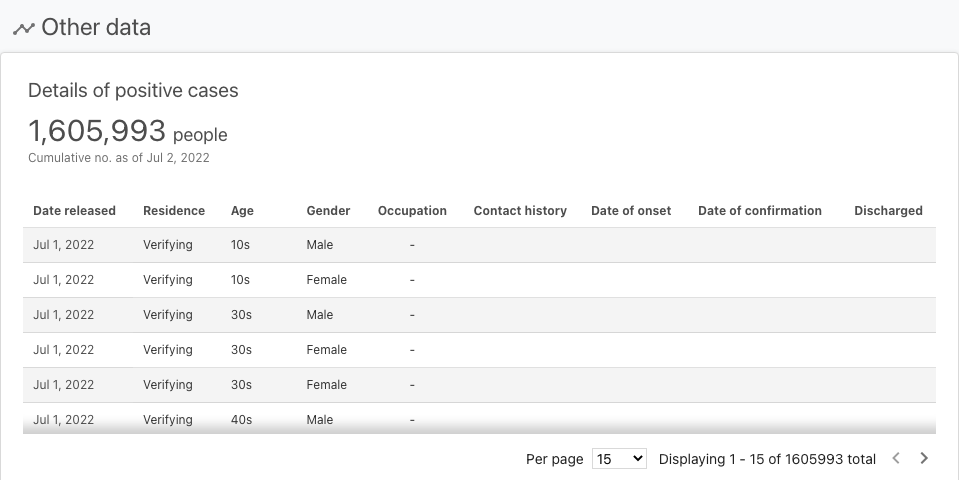 Other data
Details of positive cases
1,605,993 people
Cumulative no. as of Jul 2, 2022
Date released Residence Age Gender Occupation Contact history Date of onset Date of confirmation Discharged
Jul 1, 2022 Verifying 10s Male -
Jul 1, 2022 Verifying 10s Female -
Jul 1, 2022 Verifying 30s Male -
Jul 1, 2022 Verifying 30s Female -
Jul 1, 2022 Verifying 30s Female -
Jul 1, 2022 Verifying 40s Male -
Per page 15 Displaying 1 - 15 of 1605993 total